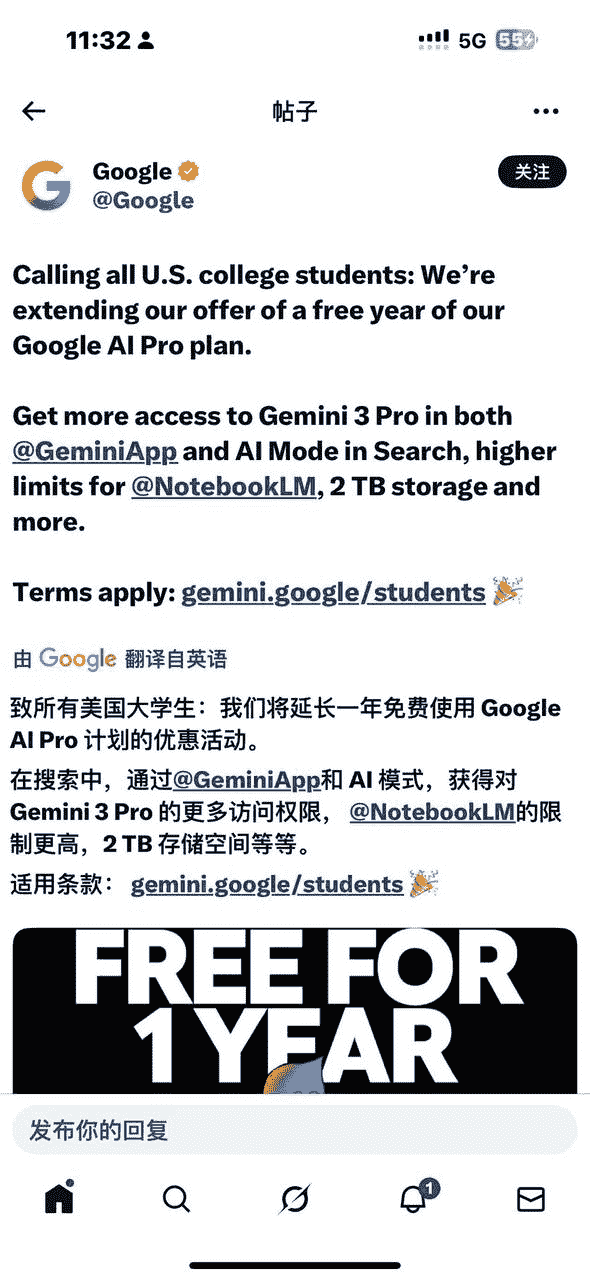 11:32
5G
55
帖子
Google
关注
@Google
Calling all U.S. college students: We’re
extending our offer of a free year of our
Google AI Pro plan.
Get more access to Gemini 3 Pro in both
@GeminiApp and AI Mode in Search, higher
limits for @NotebookLM, 2 TB storage and
more.
Terms apply: gemini.google/students 🎉
由 Google 翻译自英语
致所有美国大学生：我们将延长一年免费使用 Google
AI Pro 计划的优惠活动。
在搜索中，通过@GeminiApp和 AI 模式，获得对
Gemini 3 Pro 的更多访问权限， @NotebookLM的限
制更高，2 TB 存储空间等等。
适用条款： gemini.google/students 🎉
FREE FOR
1 YEAR
发布你的回复
1